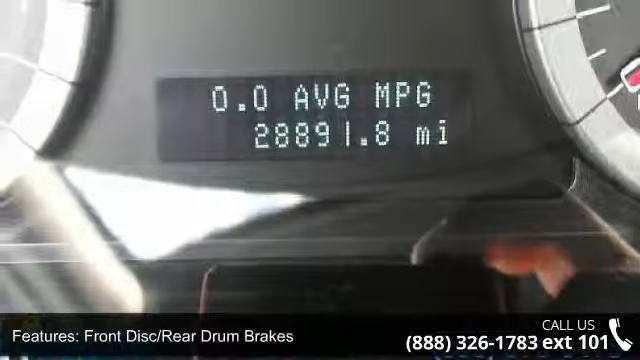 0.0 AVG MPG
28891.8 mi
Features: Front Disc/Rear Drum Brakes
CALL US
(888) 326-1783 ext 101